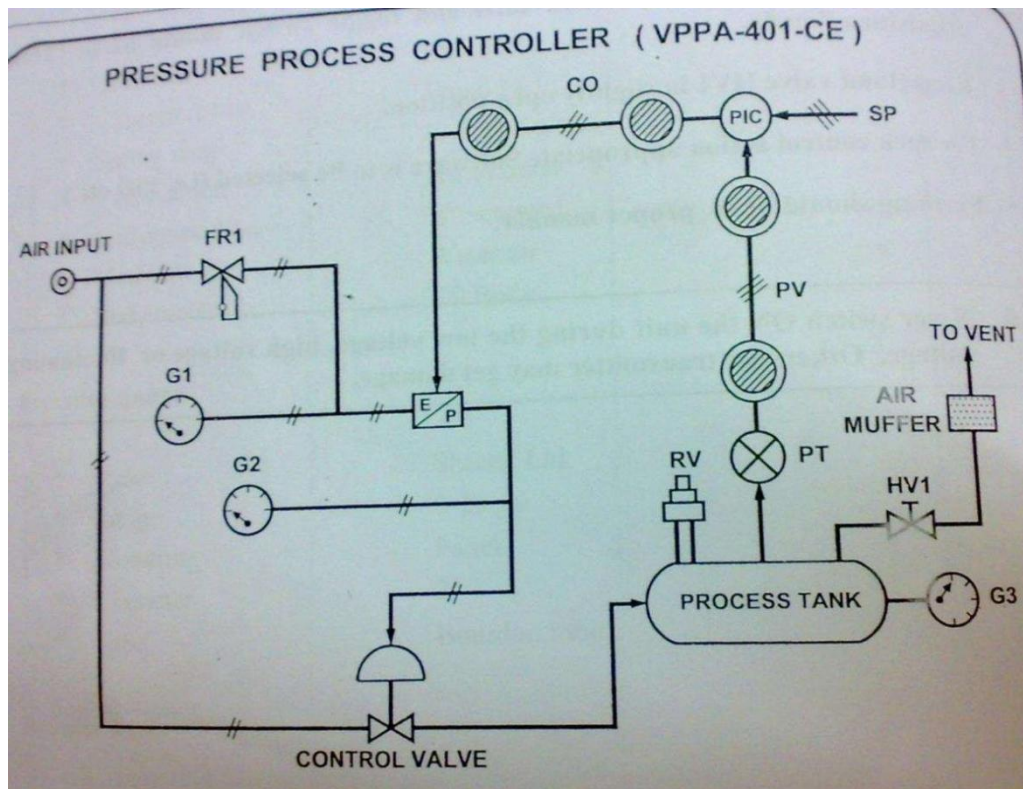 PRESSURE PROCESS CONTROLLER ( VPPA-401-CE )
CO
PIC
SP
AIR INPUT
FR1
PV
TO VENT
G1
E
P
AIR
MUFFER
G2
RV
PT
HV1
PROCESS TANK
G3
CONTROL VALVE